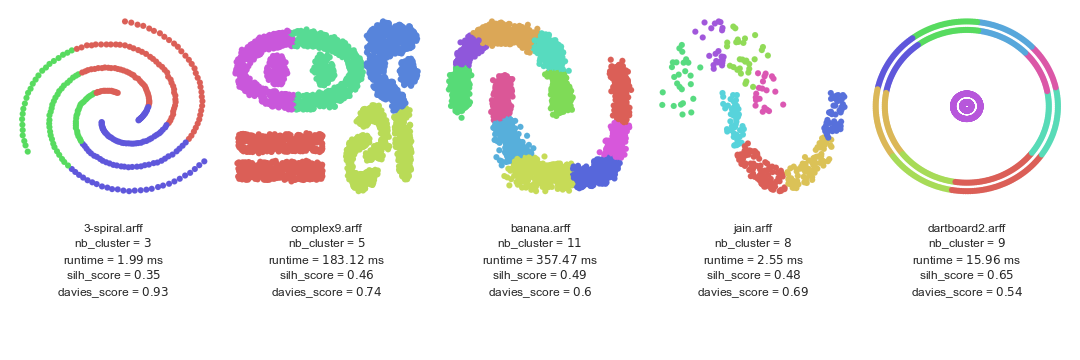 3-spiral.arff
nb_cluster = 3
runtime = 1.99 ms
silh_score = 0.35
davies_score = 0.93
complex9.arff
nb_cluster = 5
runtime = 183.12 ms
silh_score = 0.46
davies_score = 0.74
banana.arff
nb_cluster = 11
runtime = 357.47 ms
silh_score = 0.49
davies_score = 0.6
jain.arff
nb_cluster = 8
runtime = 2.55 ms
silh_score = 0.48
davies_score = 0.69
dartboard2.arff
nb_cluster = 9
runtime = 15.96 ms
silh_score = 0.65
davies_score = 0.54